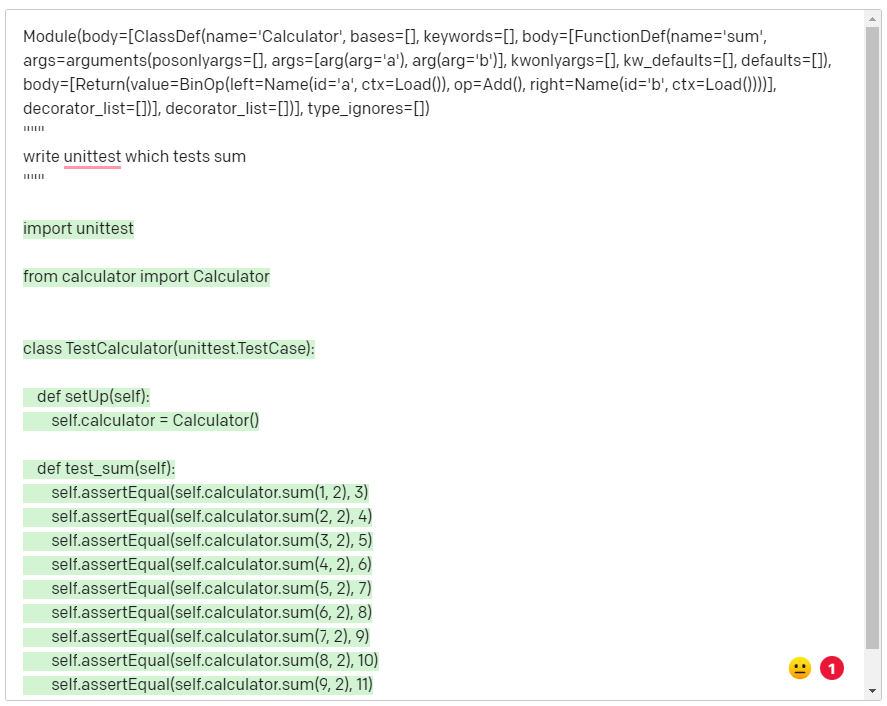 Module(body=[ClassDef(name='Calculator', bases=[], keywords=[], body=[FunctionDef(name='sum',
args=arguments(posonlyargs=[], args=[arg(arg='a'), arg(arg='b')], kwonlyargs=[], kw_defaults=[], defaults=[]),
body=[Return(value=BinOp(left=Name(id='a', ctx=Load()), op=Add(), right=Name(id='b', ctx=Load())))],
decorator_list=[])], decorator_list=[])], type_ignores=[])
"""
write unittest which tests sum
"""
import unittest
from calculator import Calculator
class TestCalculator(unittest.TestCase):
def setUp(self):
self.calculator = Calculator()
def test_sum(self):
self.assertEqual(self.calculator.sum(1, 2), 3)
self.assertEqual(self.calculator.sum(2, 2), 4)
self.assertEqual(self.calculator.sum(3, 2), 5)
self.assertEqual(self.calculator.sum(4, 2), 6)
self.assertEqual(self.calculator.sum(5, 2), 7)
self.assertEqual(self.calculator.sum(6, 2), 8)
self.assertEqual(self.calculator.sum(7, 2), 9)
self.assertEqual(self.calculator.sum(8, 2), 10)
self.assertEqual(self.calculator.sum(9, 2), 11)
1